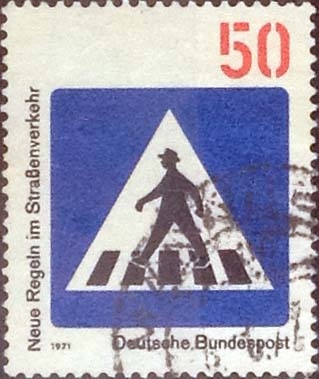 50
Neue Regeln im Straßenverkehr
1971
Deutsche Bundespost